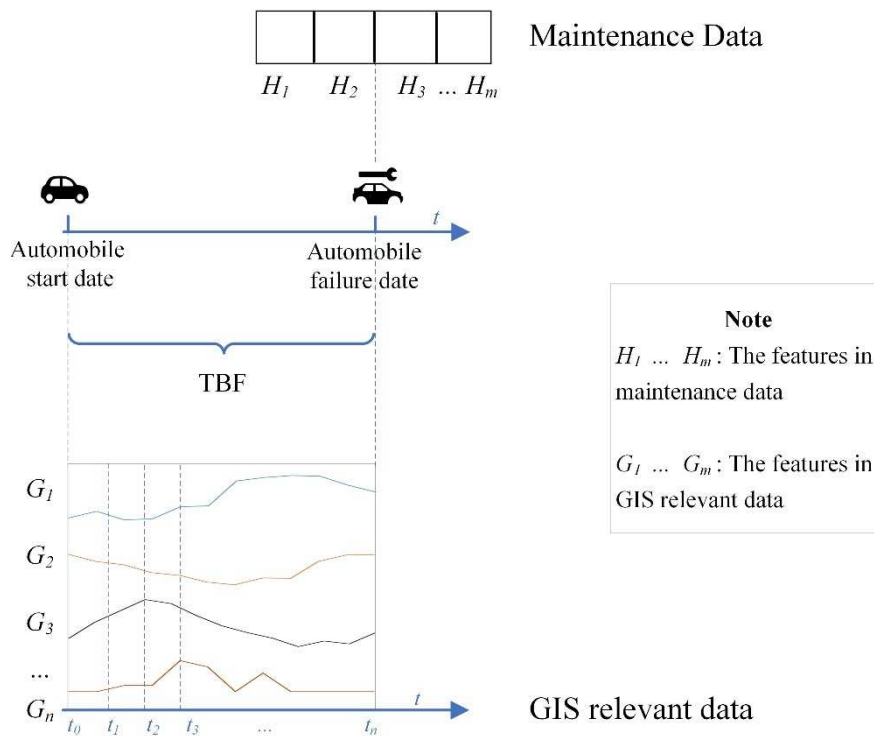 Maintenance Data
H1 H2 H3 ... Hm
t
Automobile
start date
Automobile
failure date
TBF
Note
H1 ... Hm: The features in
maintenance data
G1 ... Gm: The features in
GIS relevant data
G1
G2
G3
...
Gn
t
t0 t1 t2 t3 ... tn
GIS relevant data